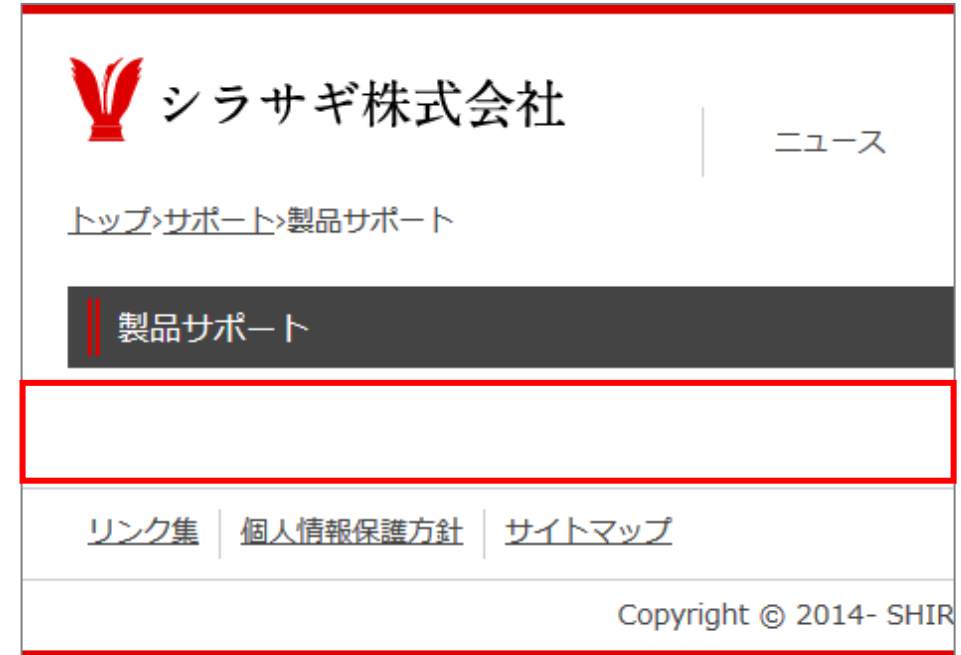 シラサギ株式会社
ニュース
トップ›サポート›製品サポート
製品サポート
リンク集 個人情報保護方針 サイトマップ
Copyright © 2014- SHIR